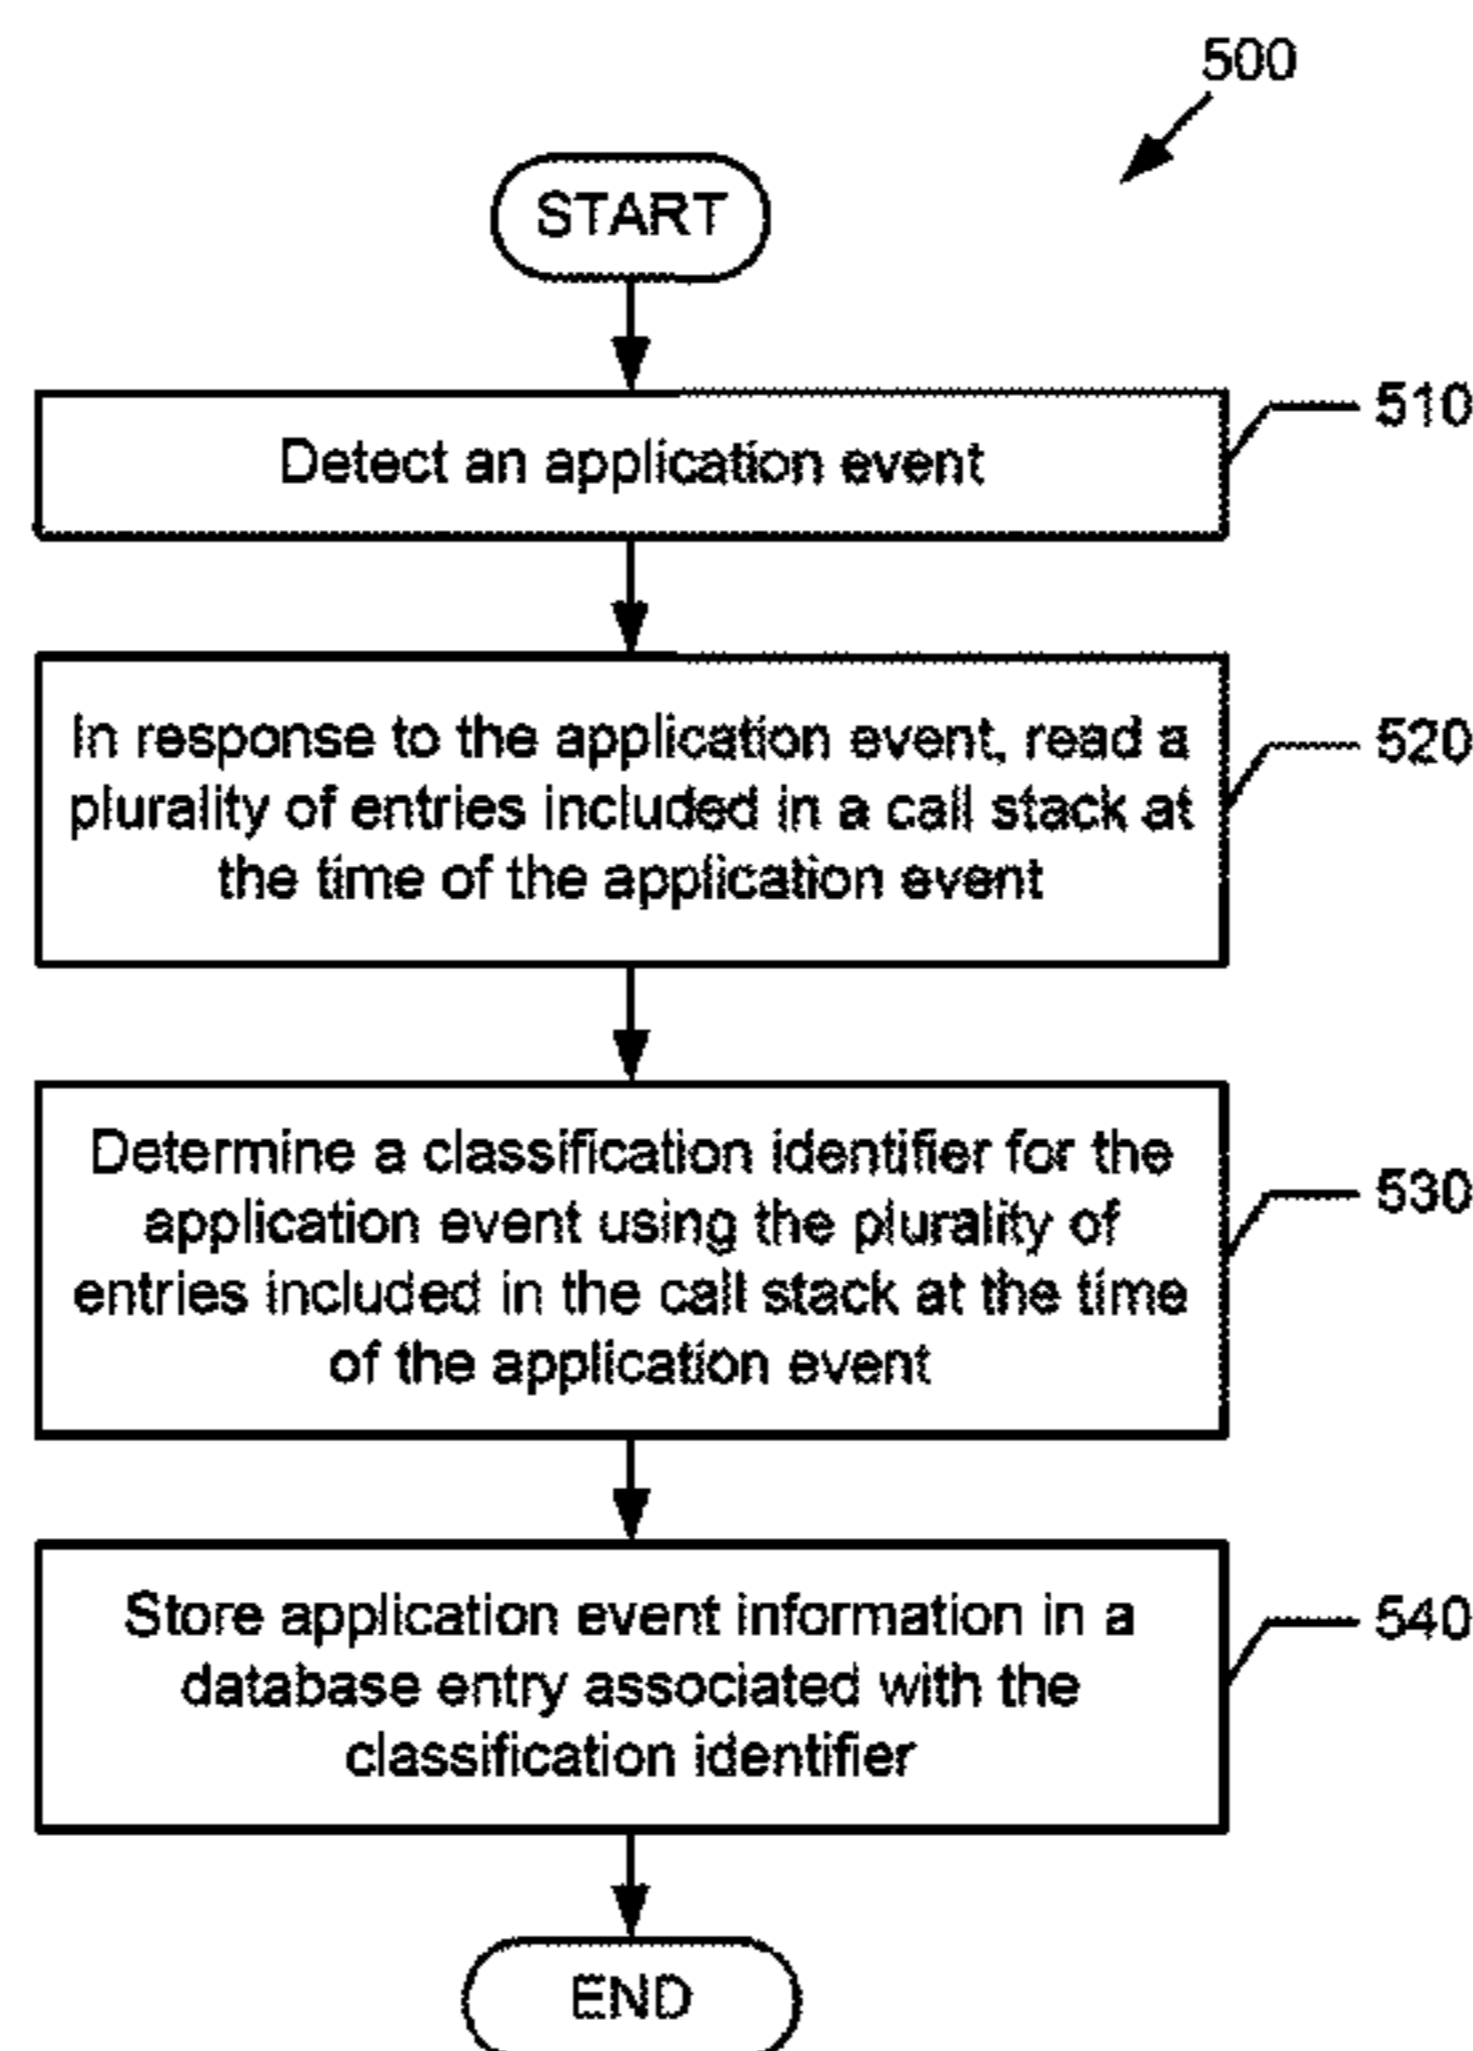 500
START
Detect an application event
510
In response to the application event, read a
plurality of entries included in a call stack at
the time of the application event
520
Determine a classification identifier for the
application event using the plurality of
entries included in the call stack at the time
of the application event
530
Store application event information in a
database entry associated with the
classification identifier
540
END